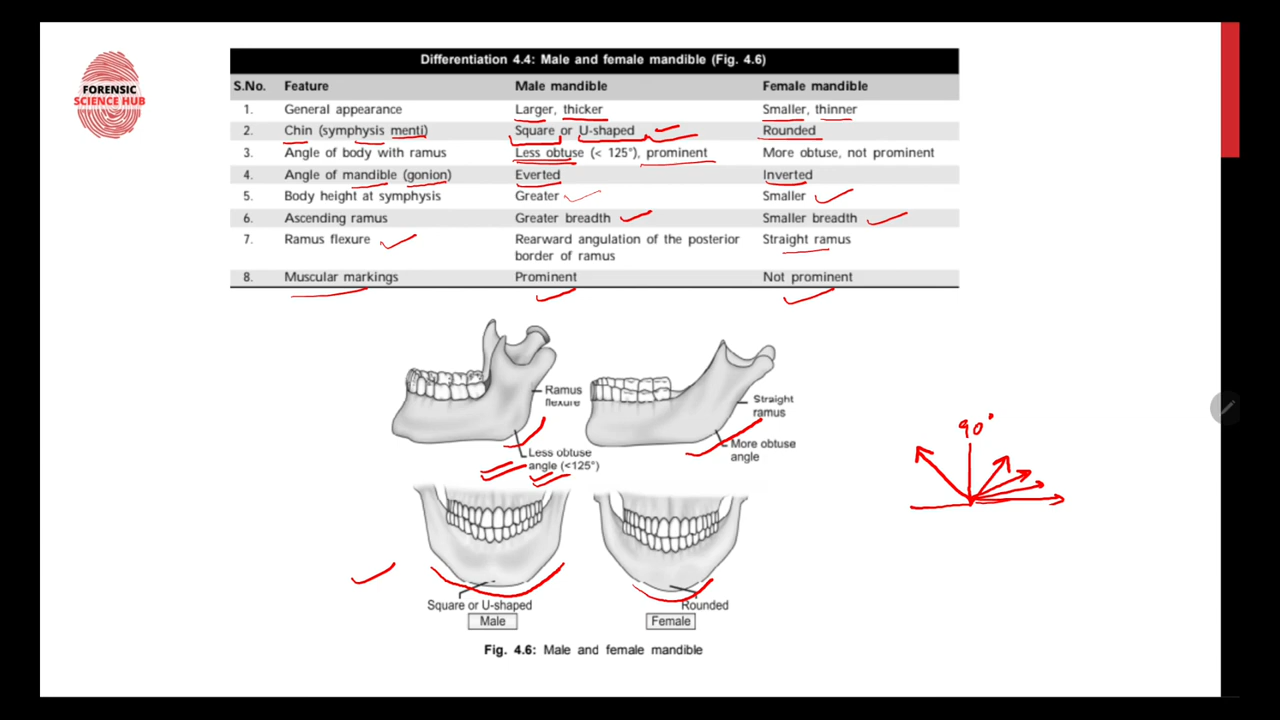 FORENSIC
SCIENCE HUB
Differentiation 4.4: Male and female mandible (Fig. 4.6)
S.No. Feature Male mandible Female mandible
1. General appearance Larger, thicker Smaller, thinner
2. Chin (symphysis menti) Square or U-shaped Rounded
3. Angle of body with ramus Less obtuse (< 125°), prominent More obtuse, not prominent
4. Angle of mandible (gonion) Everted Inverted
5. Body height at symphysis Greater Smaller
6. Ascending ramus Greater breadth Smaller breadth
7. Ramus flexure Rearward angulation of the posterior Straight ramus
border of ramus
8. Muscular markings Prominent Not prominent
Ramus
flexure
Less obtuse
angle (<125°)
Straight
ramus
More obtuse
angle
90°
Square or U-shaped
Male
Rounded
Female
Fig. 4.6: Male and female mandible